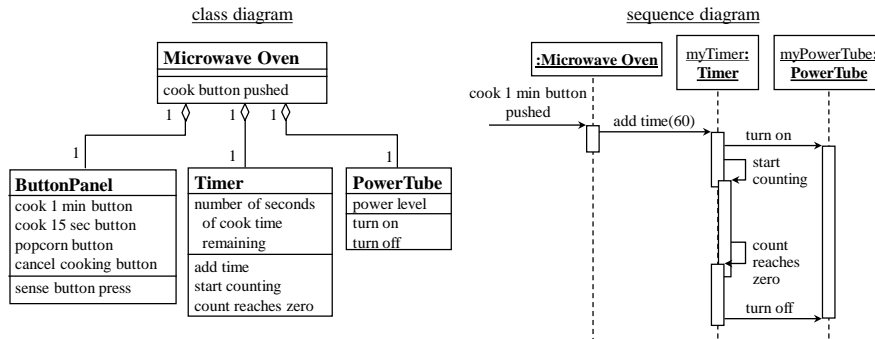 class diagram
Microwave Oven
cook button pushed
1
1
1
1
1
1
ButtonPanel
cook 1 min button
cook 15 sec button
popcorn button
cancel cooking button
sense button press
Timer
number of seconds
of cook time
remaining
add time
start counting
count reaches zero
PowerTube
power level
turn on
turn off
sequence diagram
:Microwave Oven
myTimer:
Timer
myPowerTube:
PowerTube
cook 1 min button
pushed
add time(60)
turn on
start
counting
count
reaches
zero
turn off